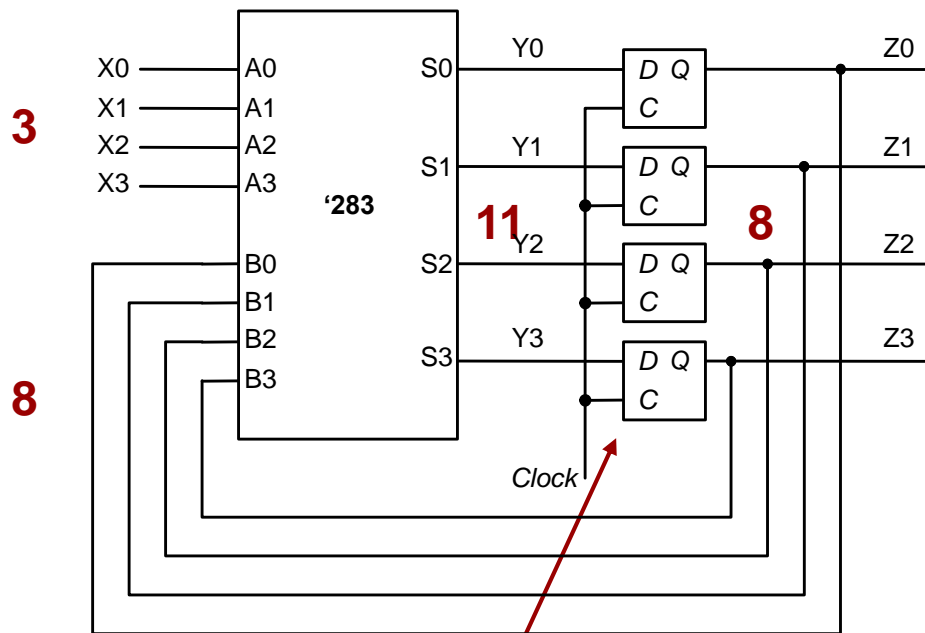 Y0 Z0
X0 A0 S0 D Q
3 X1 A1 C
X2 A2 Y1 Z1
X3 A3 S1 D Q
‘283 11 C 8
Y2 Z2
B0 S2 D Q
B1 C
B2 Y3 Z3
8 B3 S3 D Q
C
Clock